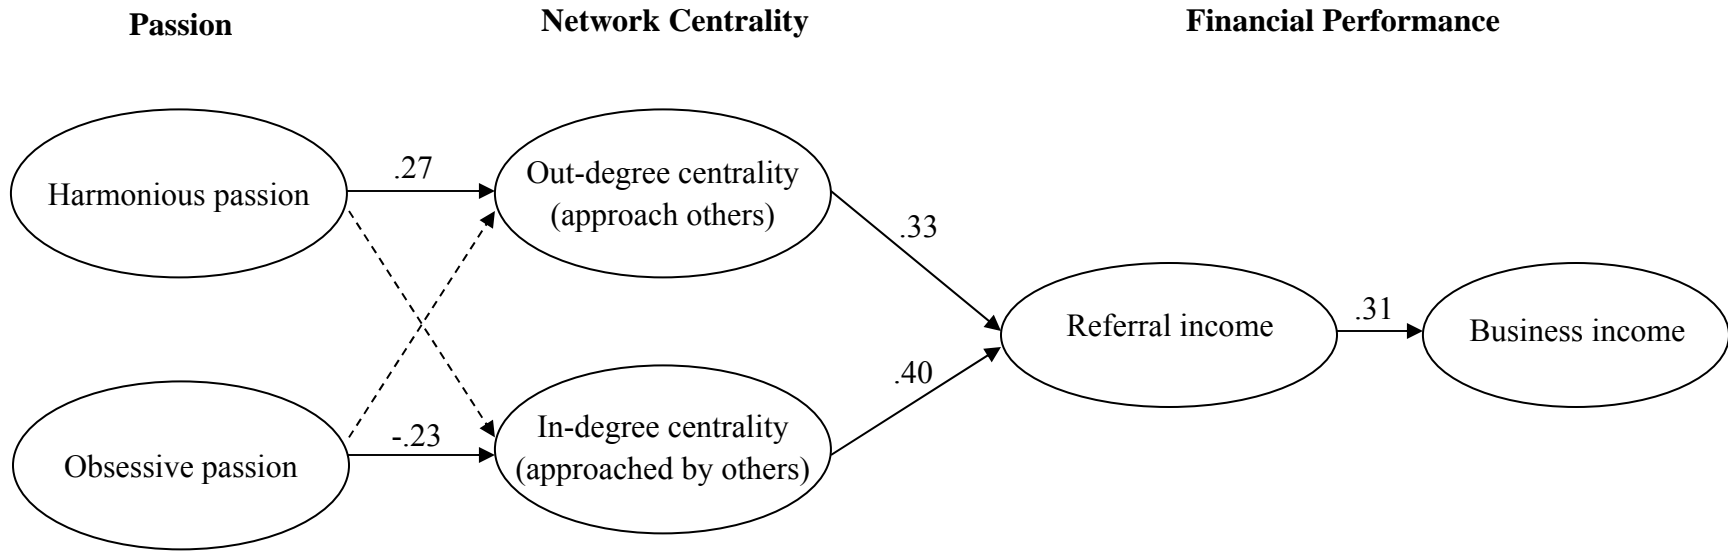 Passion
Network Centrality
Financial Performance
Harmonious passion
.27
Out-degree centrality
(approach others)
.33
Referral income
.31
Business income
.40
Obsessive passion
-.23
In-degree centrality
(approached by others)